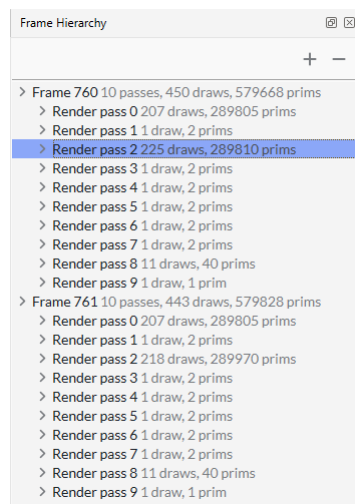 Frame Hierarchy
Frame 760 10 passes, 450 draws, 579668 prims
Render pass 0 207 draws, 289805 prims
Render pass 1 1 draw, 2 prims
Render pass 2 225 draws, 289810 prims
Render pass 3 1 draw, 2 prims
Render pass 4 1 draw, 2 prims
Render pass 5 1 draw, 2 prims
Render pass 6 1 draw, 2 prims
Render pass 7 1 draw, 2 prims
Render pass 8 11 draws, 40 prims
Render pass 9 1 draw, 1 prim
Frame 761 10 passes, 443 draws, 579828 prims
Render pass 0 207 draws, 289805 prims
Render pass 1 1 draw, 2 prims
Render pass 2 218 draws, 289970 prims
Render pass 3 1 draw, 2 prims
Render pass 4 1 draw, 2 prims
Render pass 5 1 draw, 2 prims
Render pass 6 1 draw, 2 prims
Render pass 7 1 draw, 2 prims
Render pass 8 11 draws, 40 prims
Render pass 9 1 draw, 1 prim